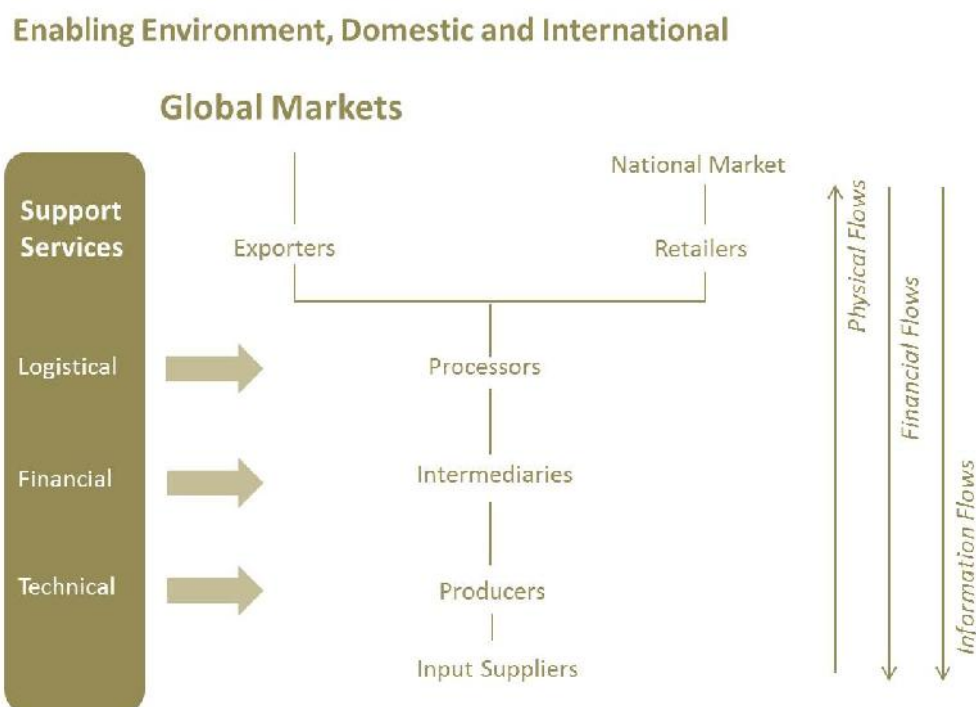 Enabling Environment, Domestic and International
Global Markets
National Market
Support
Services
Exporters
Retailers
Physical Flows
Financial Flows
Information Flows
Logistical
Processors
Financial
Intermediaries
Technical
Producers
Input Suppliers